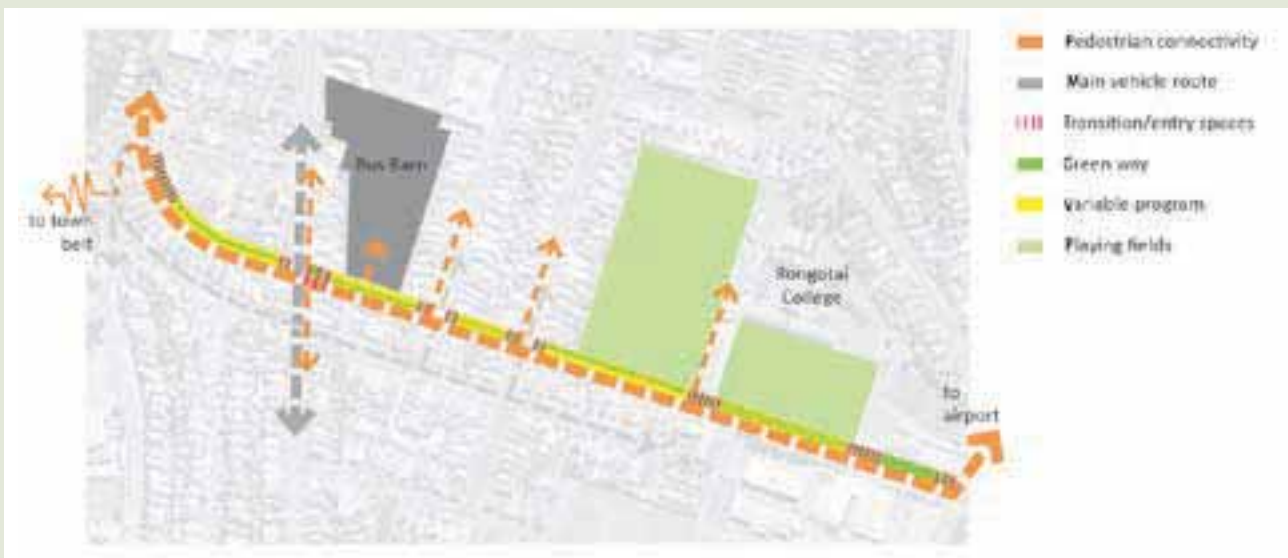 Pedestrian connectivity
Main vehicle route
Transition/entry spaces
Green way
Variable program
Playing fields
Bus Barn
to town
belt
Rongotai
College
to
airport